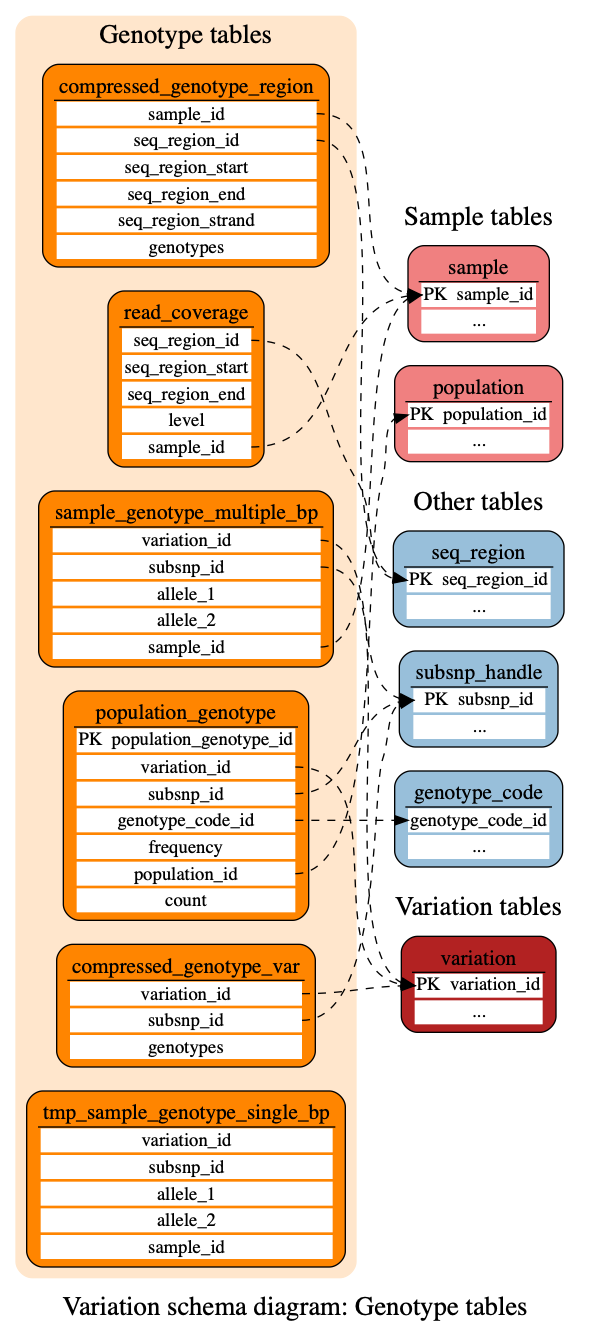 Genotype tables
compressed_genotype_region
sample_id
seq_region_id
seq_region_start
seq_region_end
seq_region_strand
genotypes
read_coverage
seq_region_id
seq_region_start
seq_region_end
level
sample_id
sample_genotype_multiple_bp
variation_id
subsnp_id
allele_1
allele_2
sample_id
population_genotype
PK population_genotype_id
variation_id
subsnp_id
genotype_code_id
frequency
population_id
count
compressed_genotype_var
variation_id
subsnp_id
genotypes
tmp_sample_genotype_single_bp
variation_id
subsnp_id
allele_1
allele_2
sample_id
Sample tables
sample
PK sample_id
...
population
PK population_id
...
Other tables
seq_region
PK seq_region_id
...
subsnp_handle
PK subsnp_id
...
genotype_code
genotype_code_id
...
Variation tables
variation
PK variation_id
...
Variation schema diagram: Genotype tables